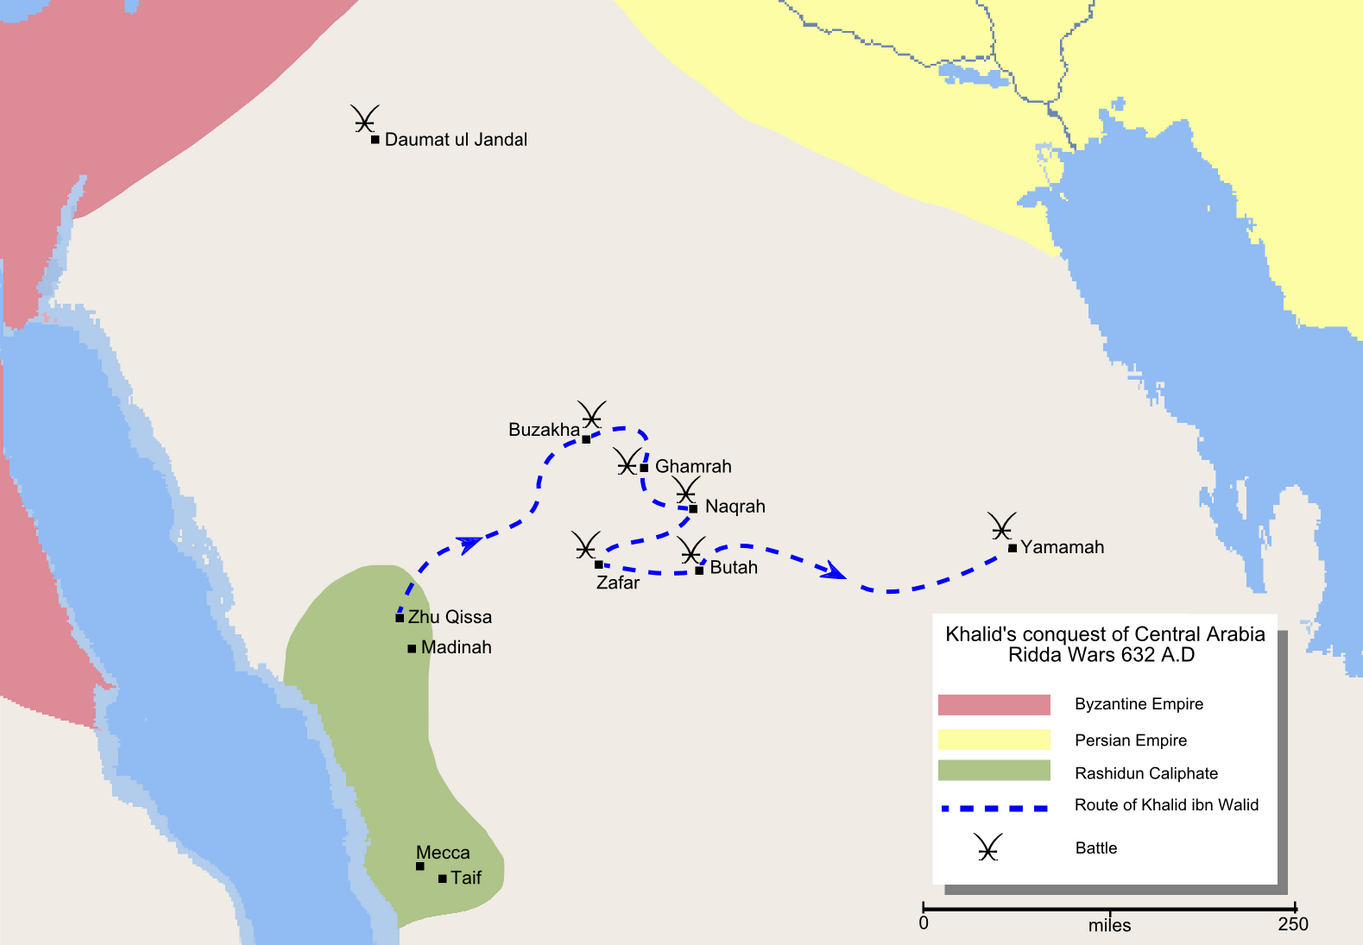 Daumat ul Jandal
Buzakha
Ghamrah
Naqrah
Yamamah
Zafar
Butah
Zhu Qissa
Madinah
Mecca
Taif
Khalid's conquest of Central Arabia
Ridda Wars 632 A.D
Byzantine Empire
Persian Empire
Rashidun Caliphate
Route of Khalid ibn Walid
Battle
0 miles 250